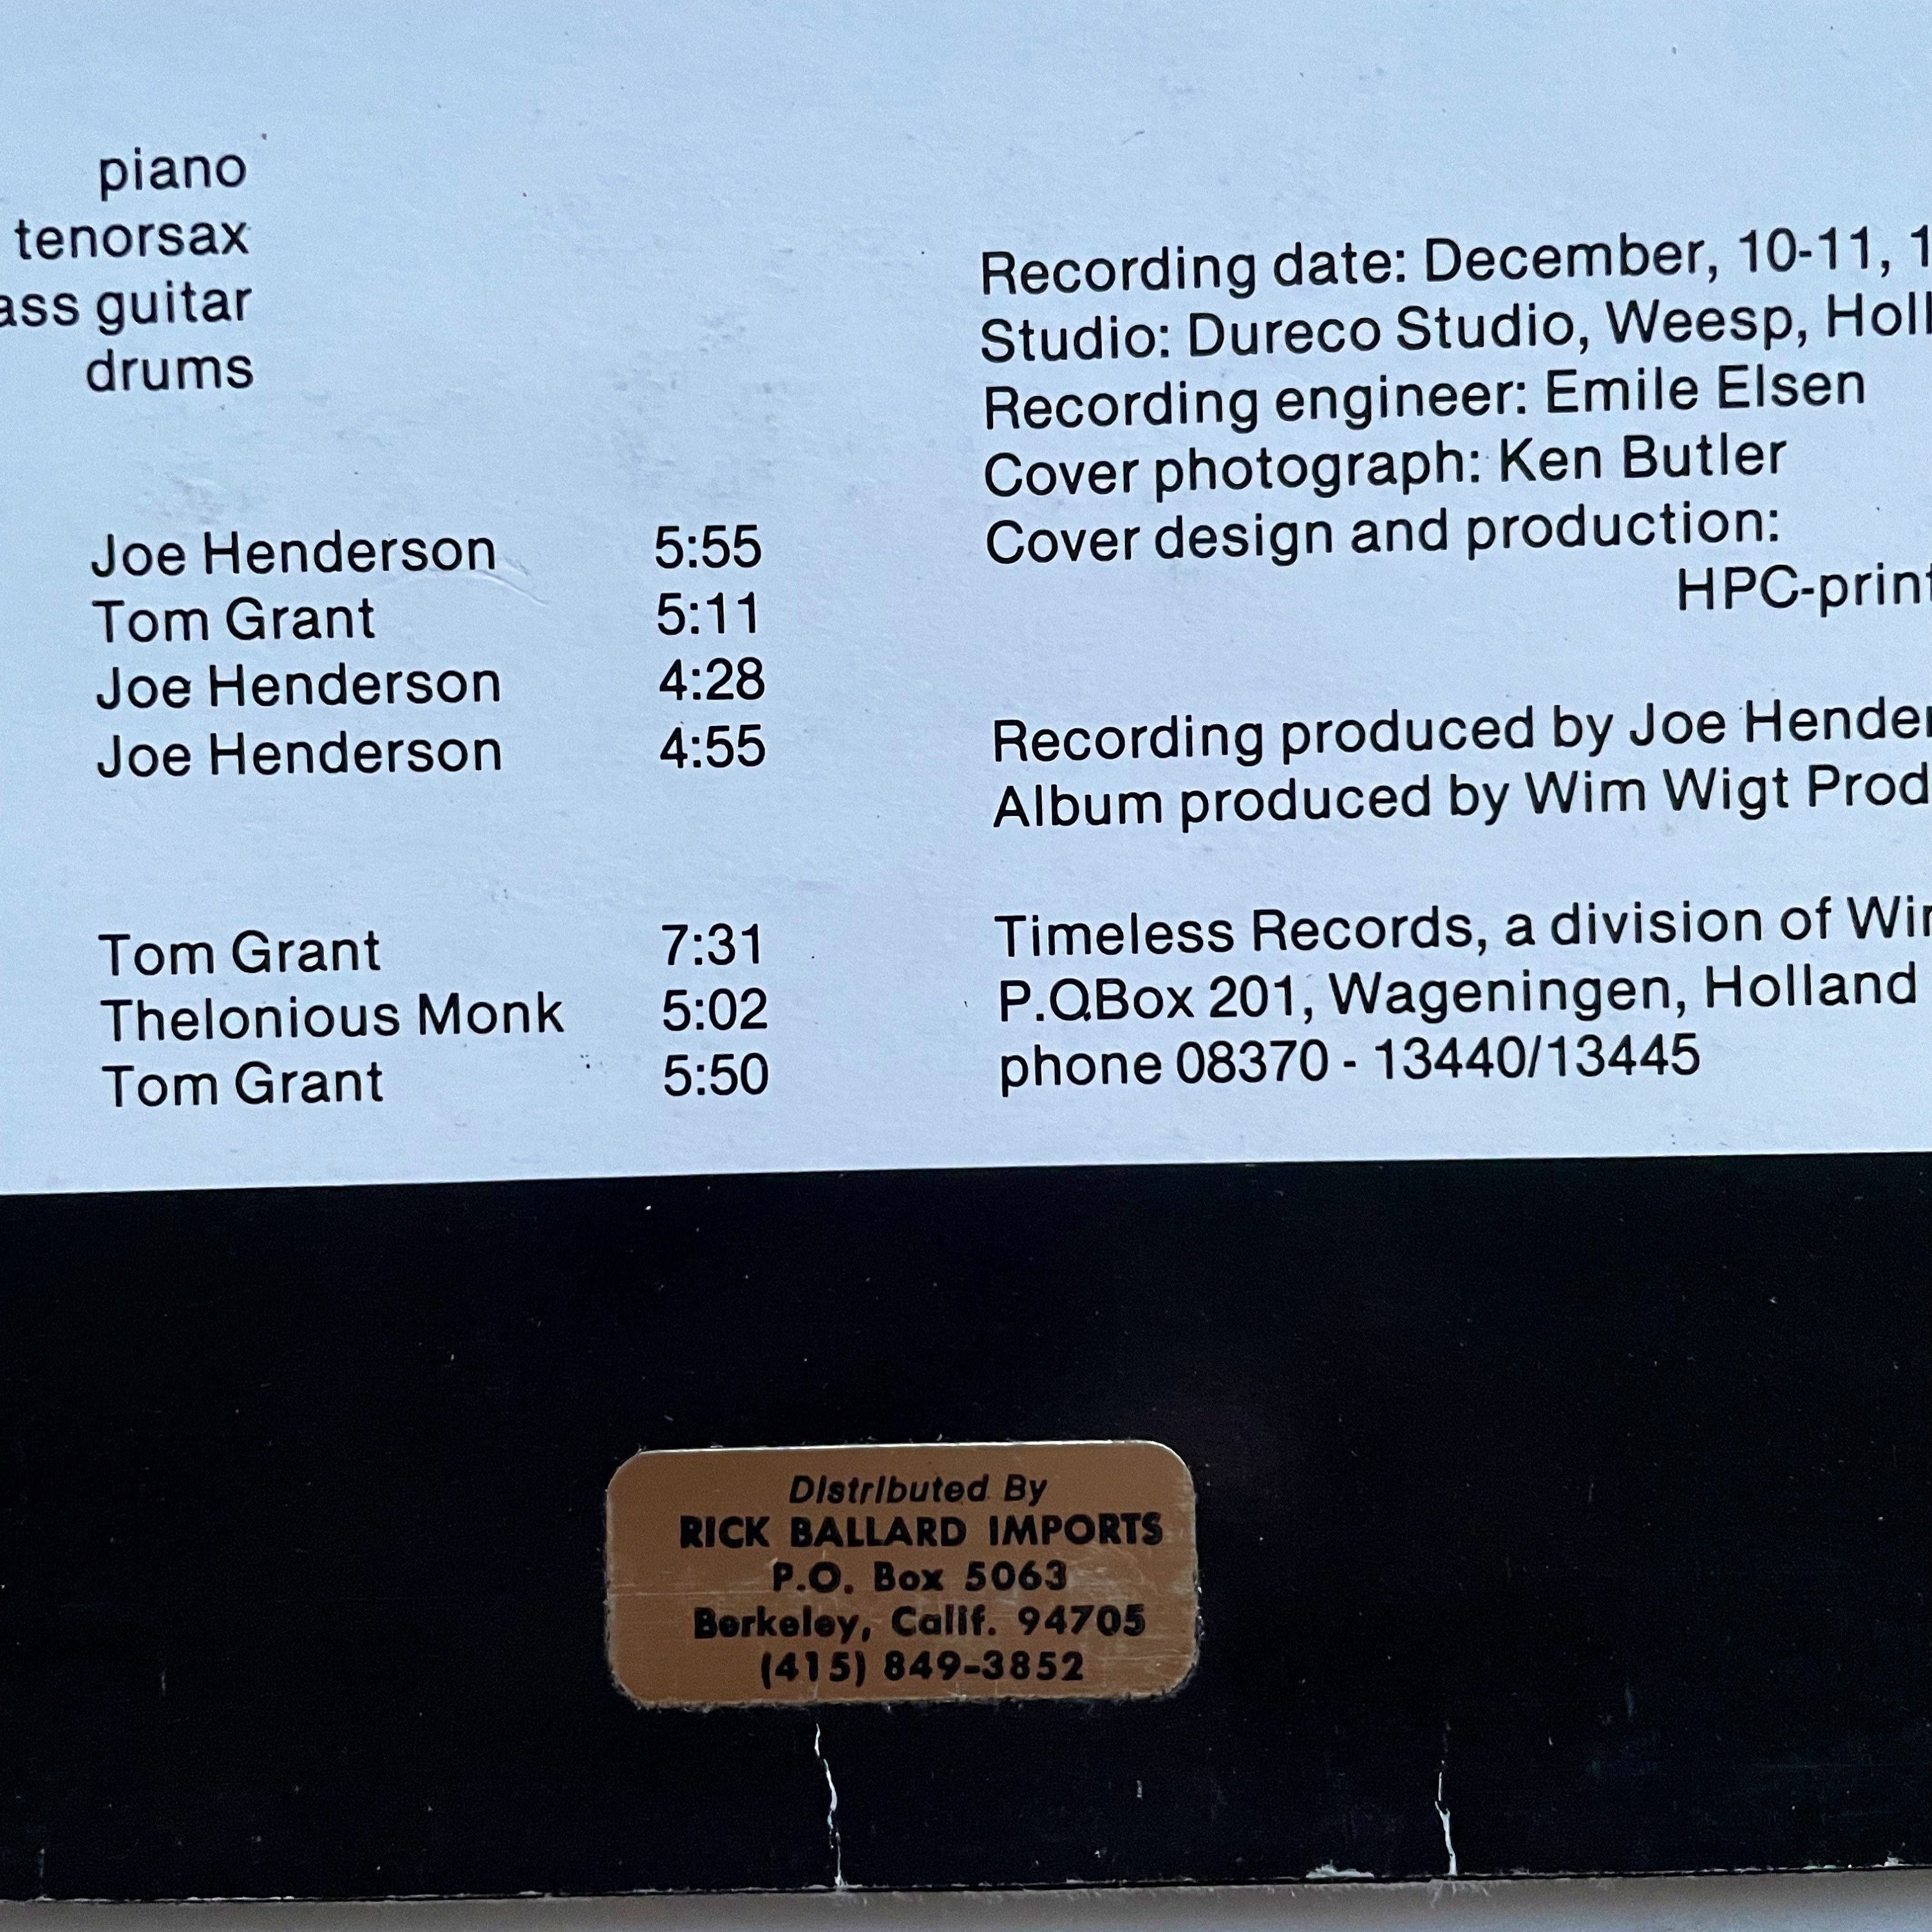 piano
tenorsax
ass guitar
drums
Joe Henderson 5:55
Tom Grant 5:11
Joe Henderson 4:28
Joe Henderson 4:55
Tom Grant 7:31
Thelonious Monk 5:02
Tom Grant 5:50
Recording date: December, 10-11, 1
Studio: Dureco Studio, Weesp, Holl
Recording engineer: Emile Elsen
Cover photograph: Ken Butler
Cover design and production:
HPC-print
Recording produced by Joe Hender
Album produced by Wim Wigt Prod
Timeless Records, a division of Wim
P.O.Box 201, Wageningen, Holland
phone 08370 - 13440/13445
Distributed By
RICK BALLARD IMPORTS
P.O. Box 5063
Berkeley, Calif. 94705
(415) 849-3852